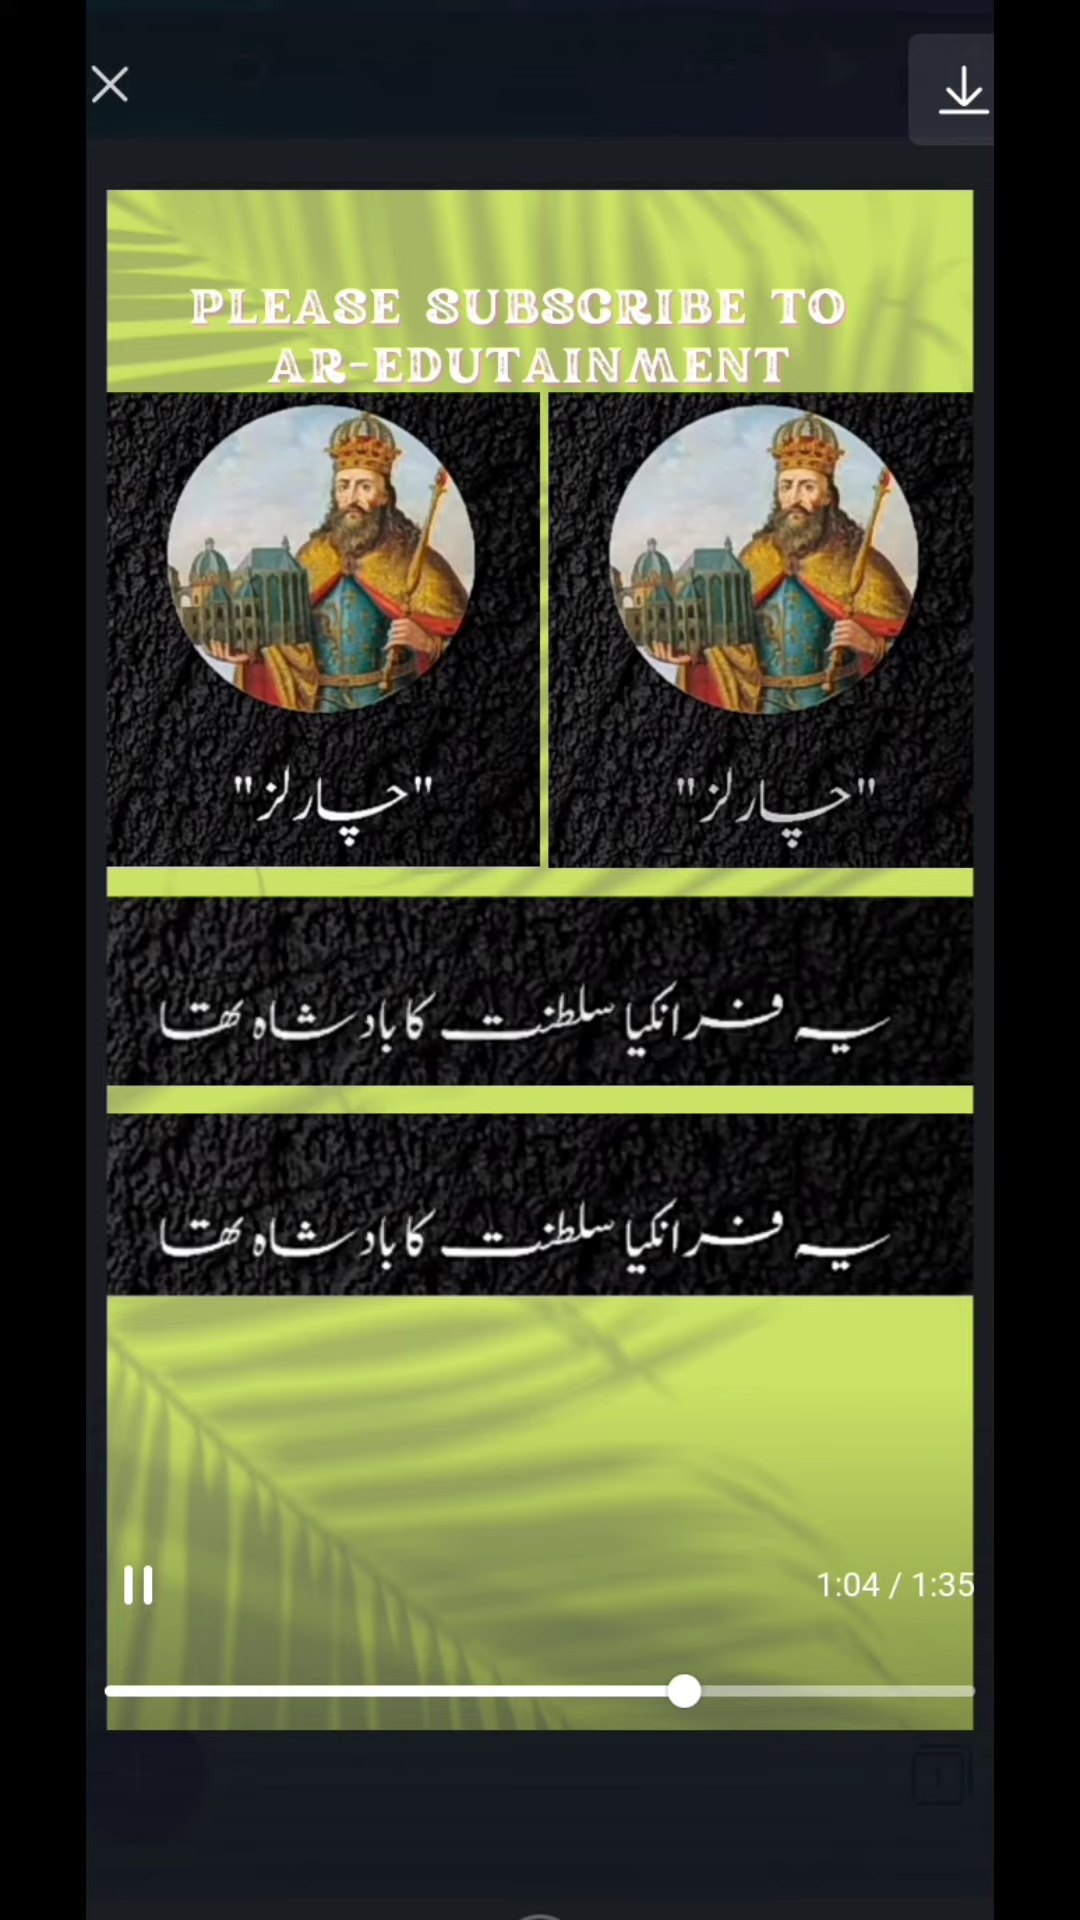 PLEASE SUBSCRIBE TO
AR-EDUTAINMENT
"چارلز"
"چارلز"
یہ فرانکیا سلطنت کا بادشاہ تھا
یہ فرانکیا سلطنت کا بادشاہ تھا
1:04 / 1:35
1